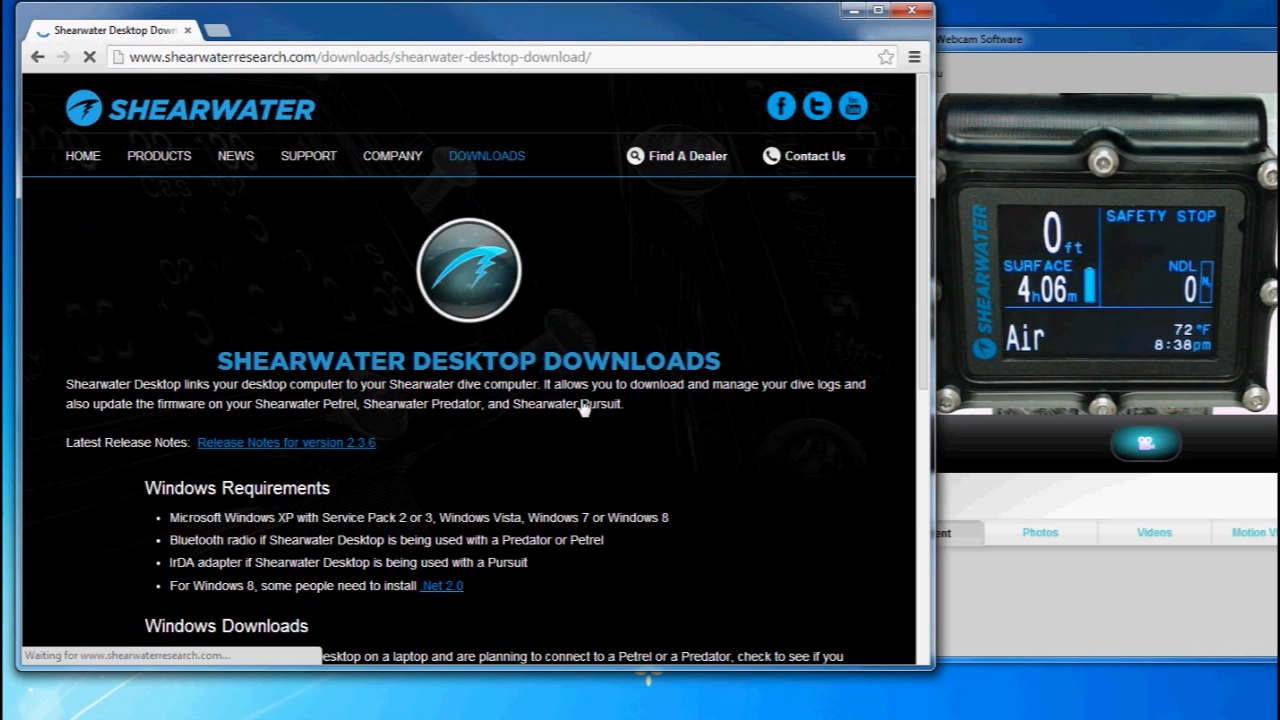 Shearwater Desktop Down
www.shearwaterresearch.com/downloads/shearwater-desktop-download/
SHEARWATER
HOME PRODUCTS NEWS SUPPORT COMPANY DOWNLOADS Find A Dealer Contact Us
SHEARWATER DESKTOP DOWNLOADS
Shearwater Desktop links your desktop computer to your Shearwater dive computer. It allows you to download and manage your dive logs and
also update the firmware on your Shearwater Petrel, Shearwater Predator, and Shearwater Pursuit.
Latest Release Notes: Release Notes for version 2.3.6
Windows Requirements
• Microsoft Windows XP with Service Pack 2 or 3, Windows Vista, Windows 7 or Windows 8
• Bluetooth radio if Shearwater Desktop is being used with a Predator or Petrel
• IrDA adapter if Shearwater Desktop is being used with a Pursuit
• For Windows 8, some people need to install .Net 2.0
Windows Downloads
esktop on a laptop and are planning to connect to a Petrel or a Predator, check to see if you
Waiting for www.shearwaterresearch.com...
Webcam Software
SHEARWATER
0 ft
SAFETY STOP
SURFACE
4h06m
NDL
0
Air
72 °F
8:38pm
Photos Videos Motion Vi